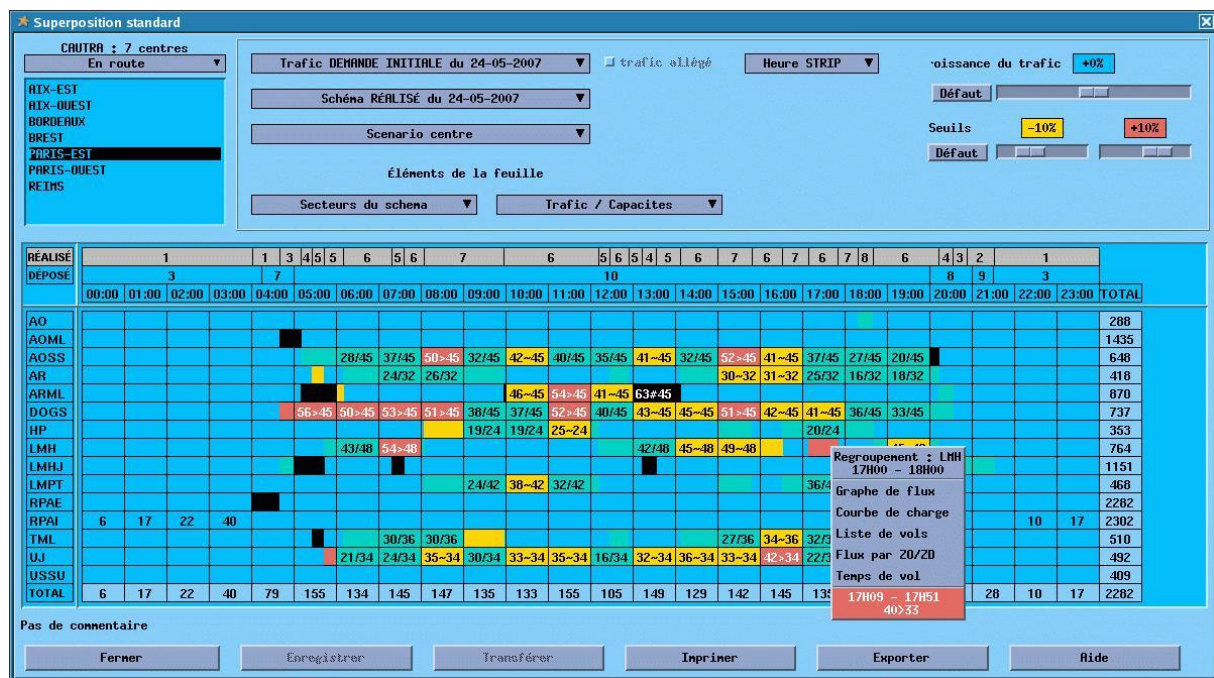 Superposition standard
CAUTRA : 7 centres
En route
AIX-EST
AIX-OUEST
BORDEAUX
BREST
PARIS-EST
PARIS-OUEST
REIMS
Trafic DEMANDE INITIALE du 24-05-2007
trafic allégé
Heure STRIP
oissance du trafic +0%
Défaut
Schéma RÉALISÉ du 24-05-2007
Scenario centre
Seuils -10% +10%
Défaut
Éléments de la feuille
Secteurs du schema
Trafic / Capacites
RÉALISÉ 1 1 3 4 5 5 6 5 6 7 6 5 6 5 4 5 6 7 6 7 6 7 8 6 4 3 2 1
DÉPOSÉ 3 7 10 8 9 3
00:00 01:00 02:00 03:00 04:00 05:00 06:00 07:00 08:00 09:00 10:00 11:00 12:00 13:00 14:00 15:00 16:00 17:00 18:00 19:00 20:00 21:00 22:00 23:00 TOTAL
AO 288
AOML 1435
AOSS 28/45 37/45 50>45 32/45 42~45 40/45 35/45 41~45 32/45 52>45 41~45 37/45 27/45 20/45 648
AR 24/32 26/32 30~32 31~32 25/32 16/32 18/32 418
ARML 46~45 54>45 41~45 63#45 870
DOGS 56>45 50>45 53>45 51>45 38/45 37/45 52>45 40/45 43~45 45~45 51>45 42~45 41~45 36/45 33/45 737
HP 19/24 19/24 25~24 20/24 353
LMH 43/48 54>48 42/48 45~48 49~48 764
LMHJ 1151
LMPT 24/42 38~42 32/42 36/4 468
RPAE 2282
RPAI 6 17 22 40 10 17 2302
TML 30/36 30/36 27/36 34~36 32/3 510
UJ 21/34 24/34 35~34 30/34 33~34 35~34 16/34 32~34 36~34 33~34 42>34 22/3 492
USSU 409
TOTAL 6 17 22 40 79 155 134 145 147 135 133 155 105 149 129 142 145 28 10 17 2282
Regroupement : LMH
17H00 - 18H00
Graphe de flux
Courbe de charge
Liste de vols
Flux par ZO/ZD
Temps de vol
17H09 - 17H51
40>33
Pas de commentaire
Fermer
Enregistrer
Transférer
Imprimer
Exporter
Aide